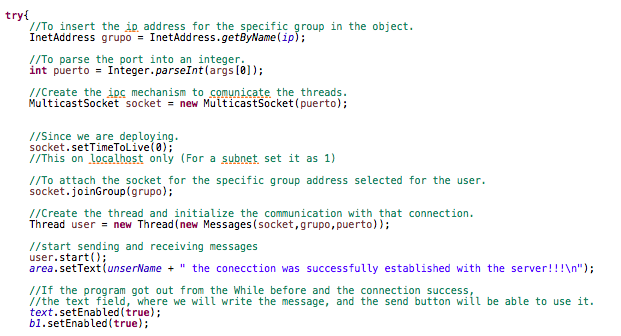 try{
//To insert the ip address for the specific group in the object.
InetAddress grupo = InetAddress.getByName(ip);
//To parse the port into an integer.
int puerto = Integer.parseInt(args[0]);
//Create the ipc mechanism to comunicate the threads.
MulticastSocket socket = new MulticastSocket(puerto);
//Since we are deploying.
socket.setTimeToLive(0);
//This on localhost only (For a subnet set it as 1)
//To attach the socket for the specific group address selected for the user.
socket.joinGroup(grupo);
//Create the thread and initialize the communication with that connection.
Thread user = new Thread(new Messages(socket,grupo,puerto));
//start sending and receiving messages
user.start();
area.setText(unserName + " the conecction was successfully established with the server!!!\n");
//If the program got out from the While before and the connection success,
//the text field, where we will write the message, and the send button will be able to use it.
text.setEnabled(true);
b1.setEnabled(true);